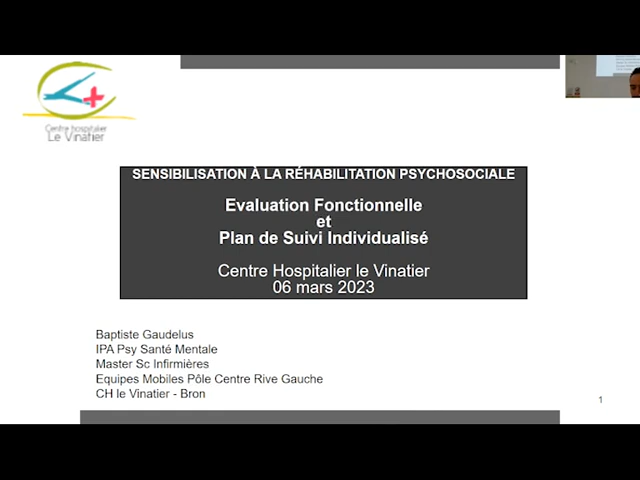 Centre hospitalier
Le Vinatier
SENSIBILISATION À LA RÉHABILITATION PSYCHOSOCIALE
Evaluation Fonctionnelle
et
Plan de Suivi Individualisé
Centre Hospitalier le Vinatier
06 mars 2023
Baptiste Gaudelus
IPA Psy Santé Mentale
Master Sc Infirmières
Equipes Mobiles Pôle Centre Rive Gauche
CH le Vinatier - Bron
1